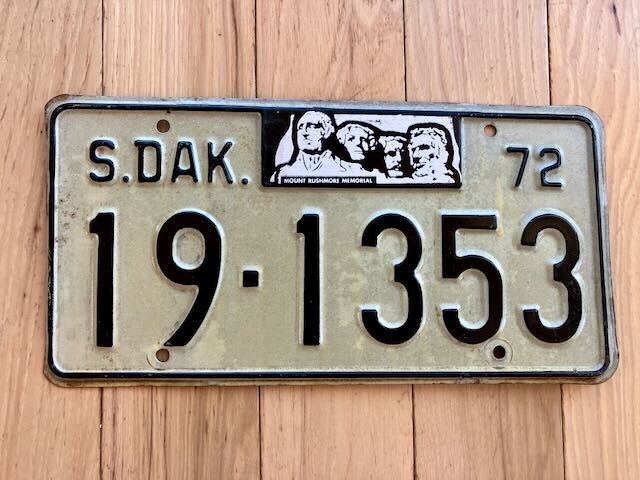 S.DAK. 72
MOUNT RUSHMORE MEMORIAL
19-1353